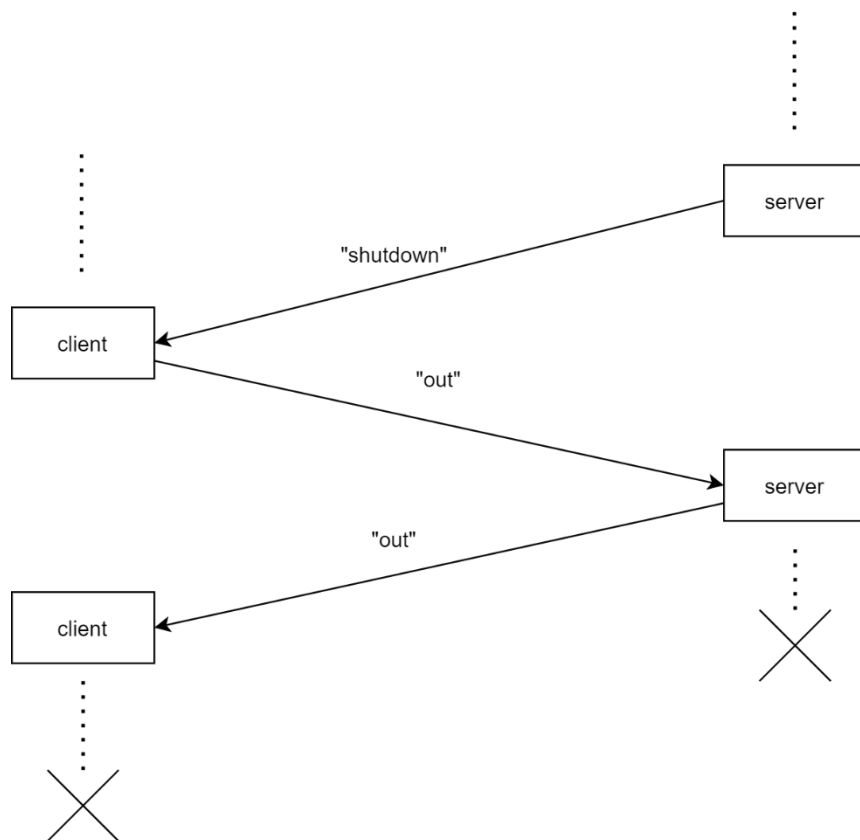 server
"shutdown"
client
"out"
server
"out"
client